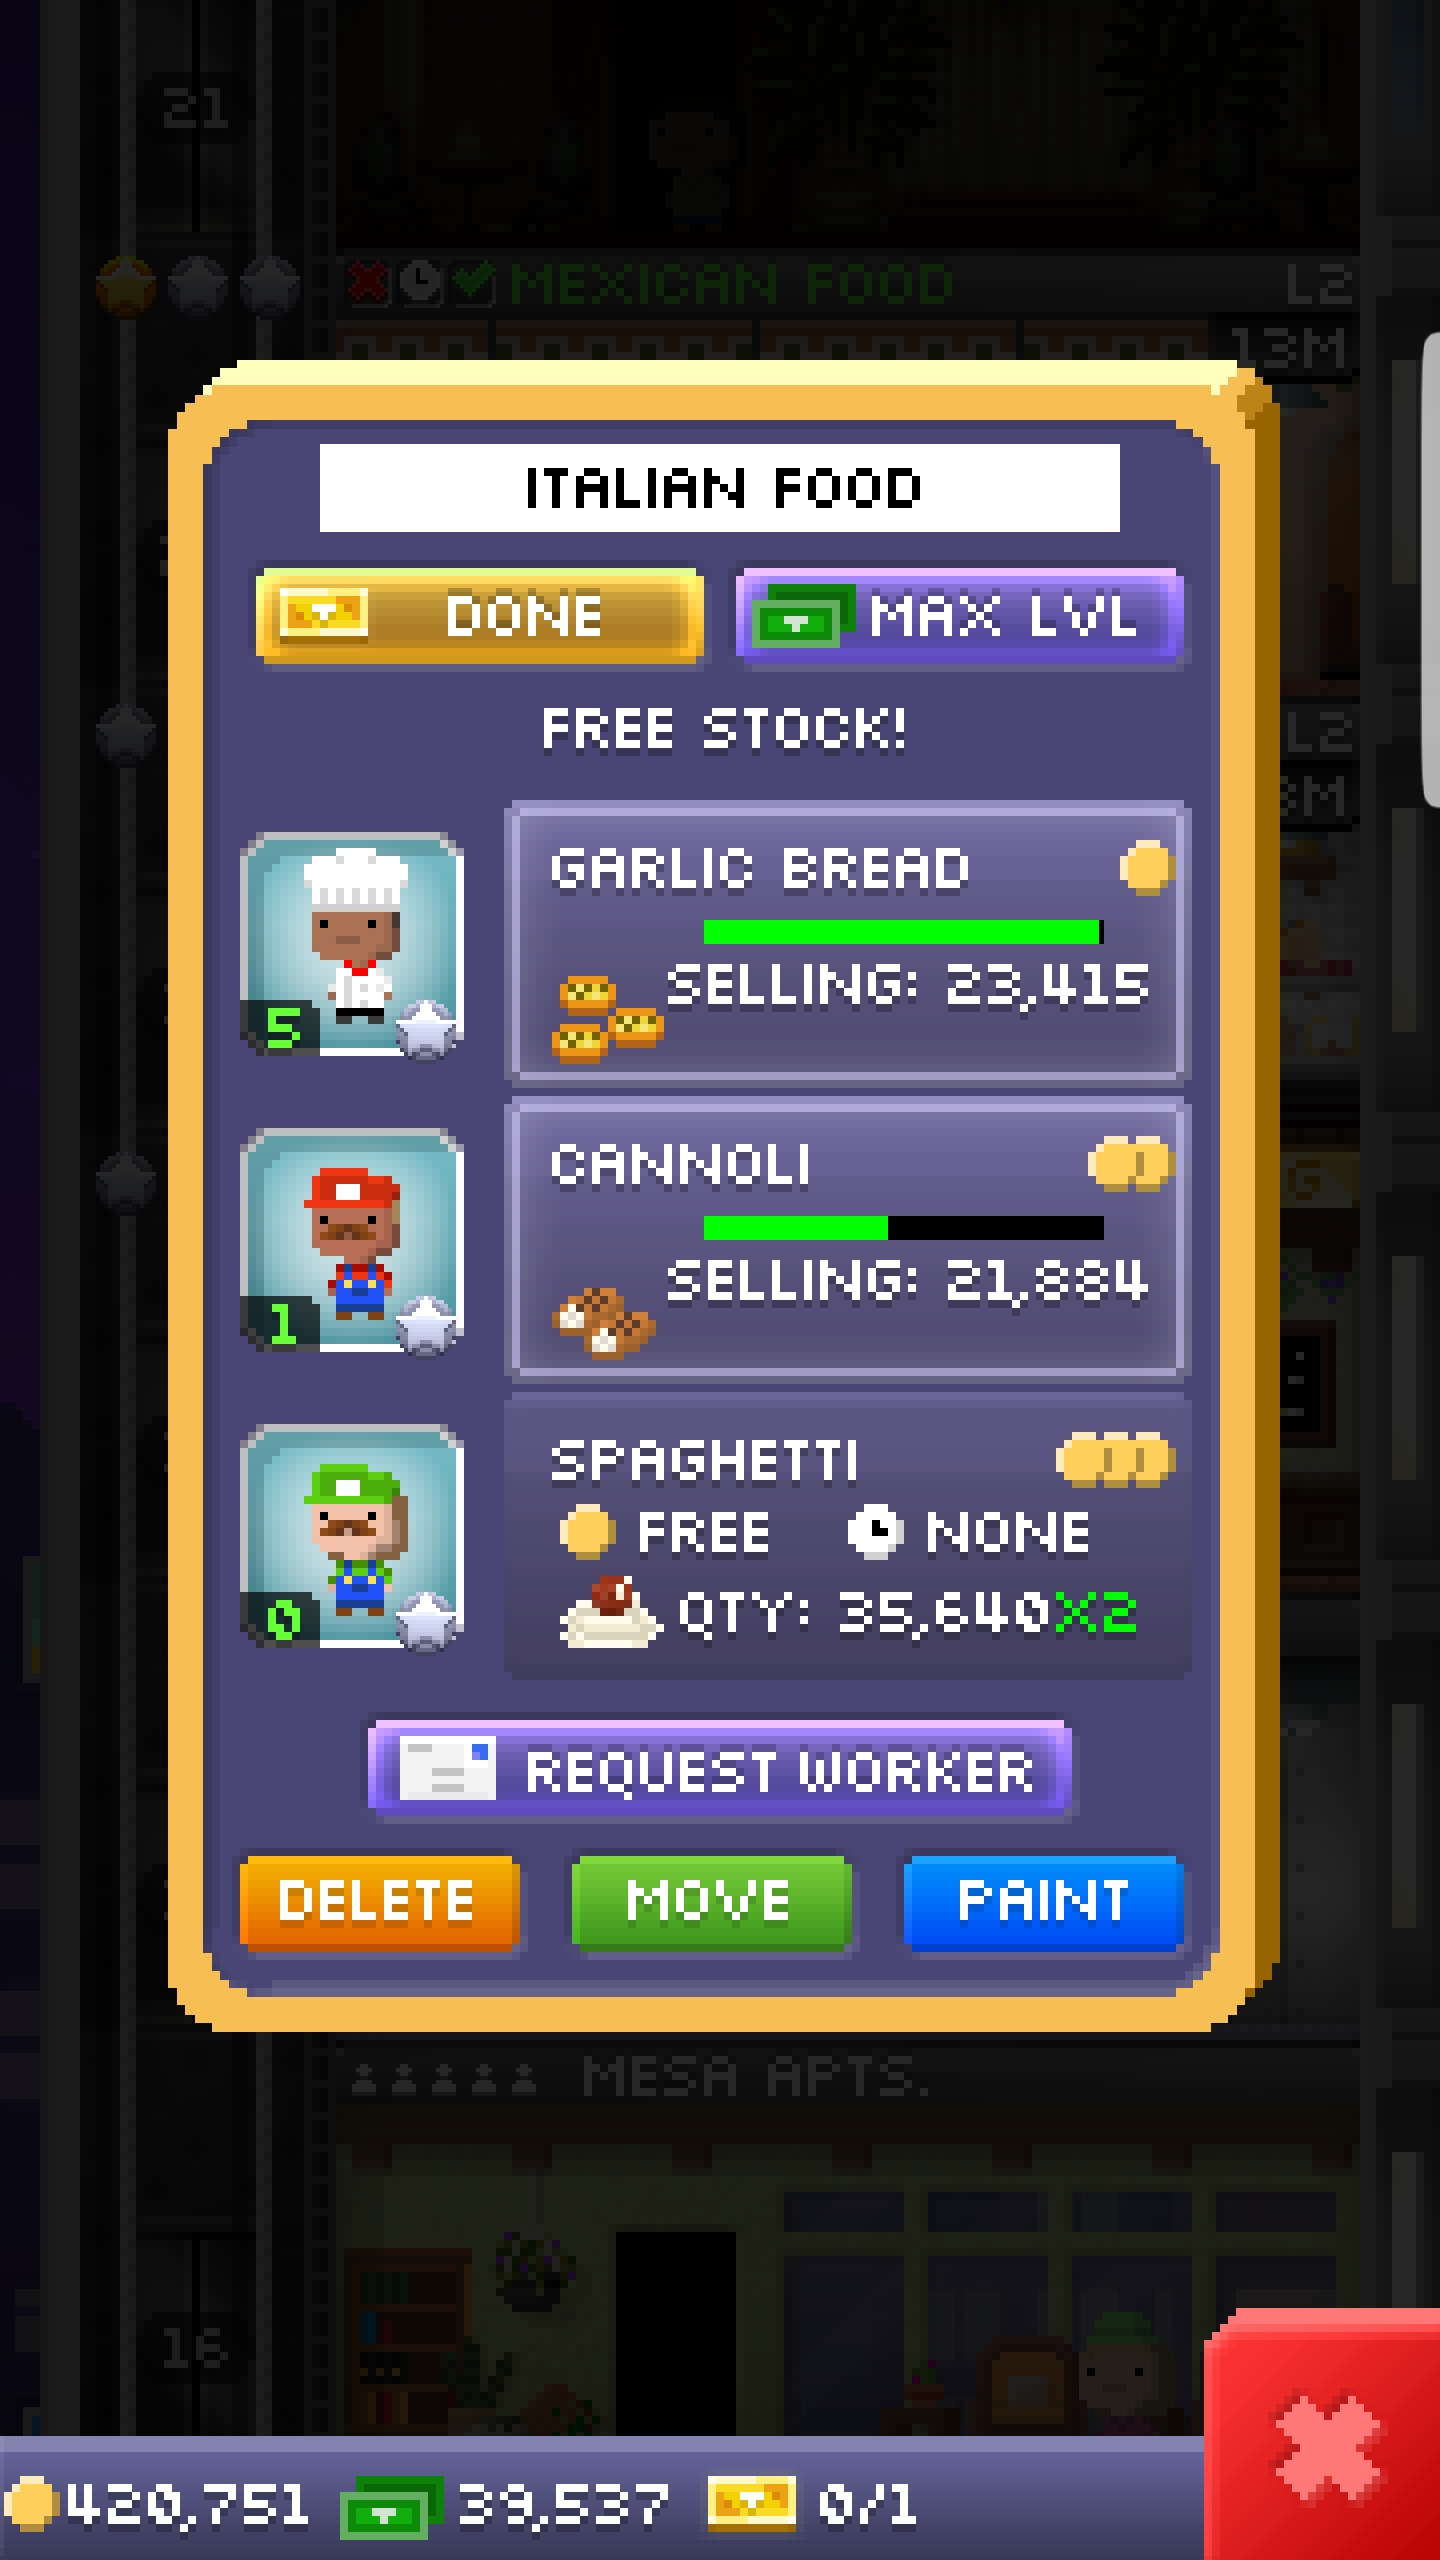 21
MEXICAN FOOD L2
13M
ITALIAN FOOD
DONE MAX LVL
FREE STOCK!
L2
GARLIC BREAD
SELLING: 23,415
5
CANNOLI
SELLING: 21,884
1
SPAGHETTI
FREE NONE
QTY: 35,640X2
0
REQUEST WORKER
DELETE MOVE PAINT
MESA APTS.
16
420,751 39,537 0/1